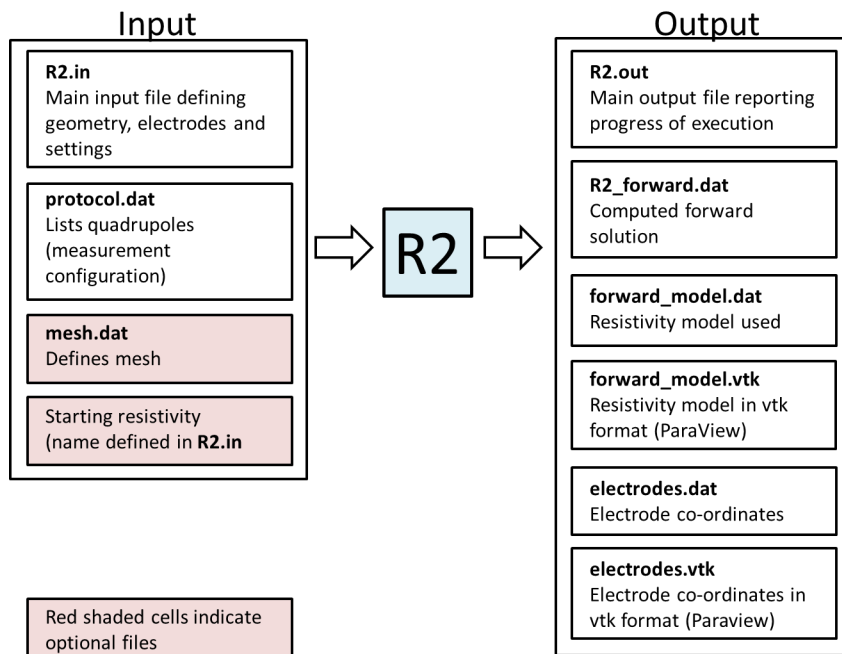 Input
R2.in
Main input file defining
geometry, electrodes and
settings
protocol.dat
Lists quadrupoles
(measurement
configuration)
mesh.dat
Defines mesh
Starting resistivity
(name defined in R2.in
Red shaded cells indicate
optional files
R2
Output
R2.out
Main output file reporting
progress of execution
R2_forward.dat
Computed forward
solution
forward_model.dat
Resistivity model used
forward_model.vtk
Resistivity model in vtk
format (ParaView)
electrodes.dat
Electrode co-ordinates
electrodes.vtk
Electrode co-ordinates in
vtk format (Paraview)